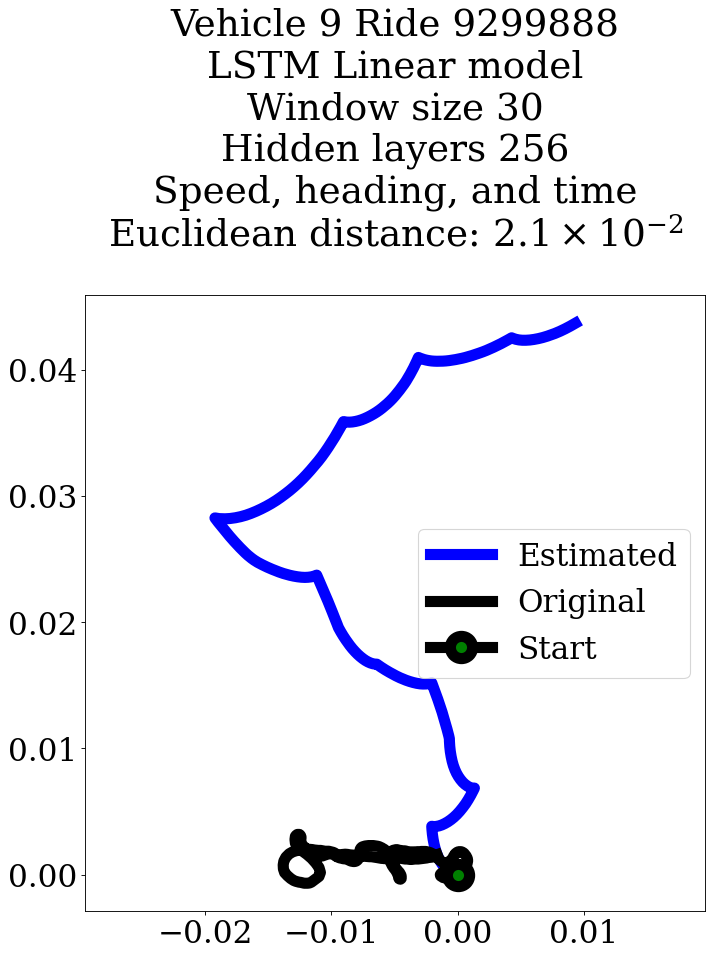 Vehicle 9 Ride 9299888
LSTM Linear model
Window size 30
Hidden layers 256
Speed, heading, and time
Euclidean distance: 2.1 × 10⁻²
0.04
0.03
0.02
0.01
0.00
Estimated
Original
Start
−0.02 −0.01 0.00 0.01